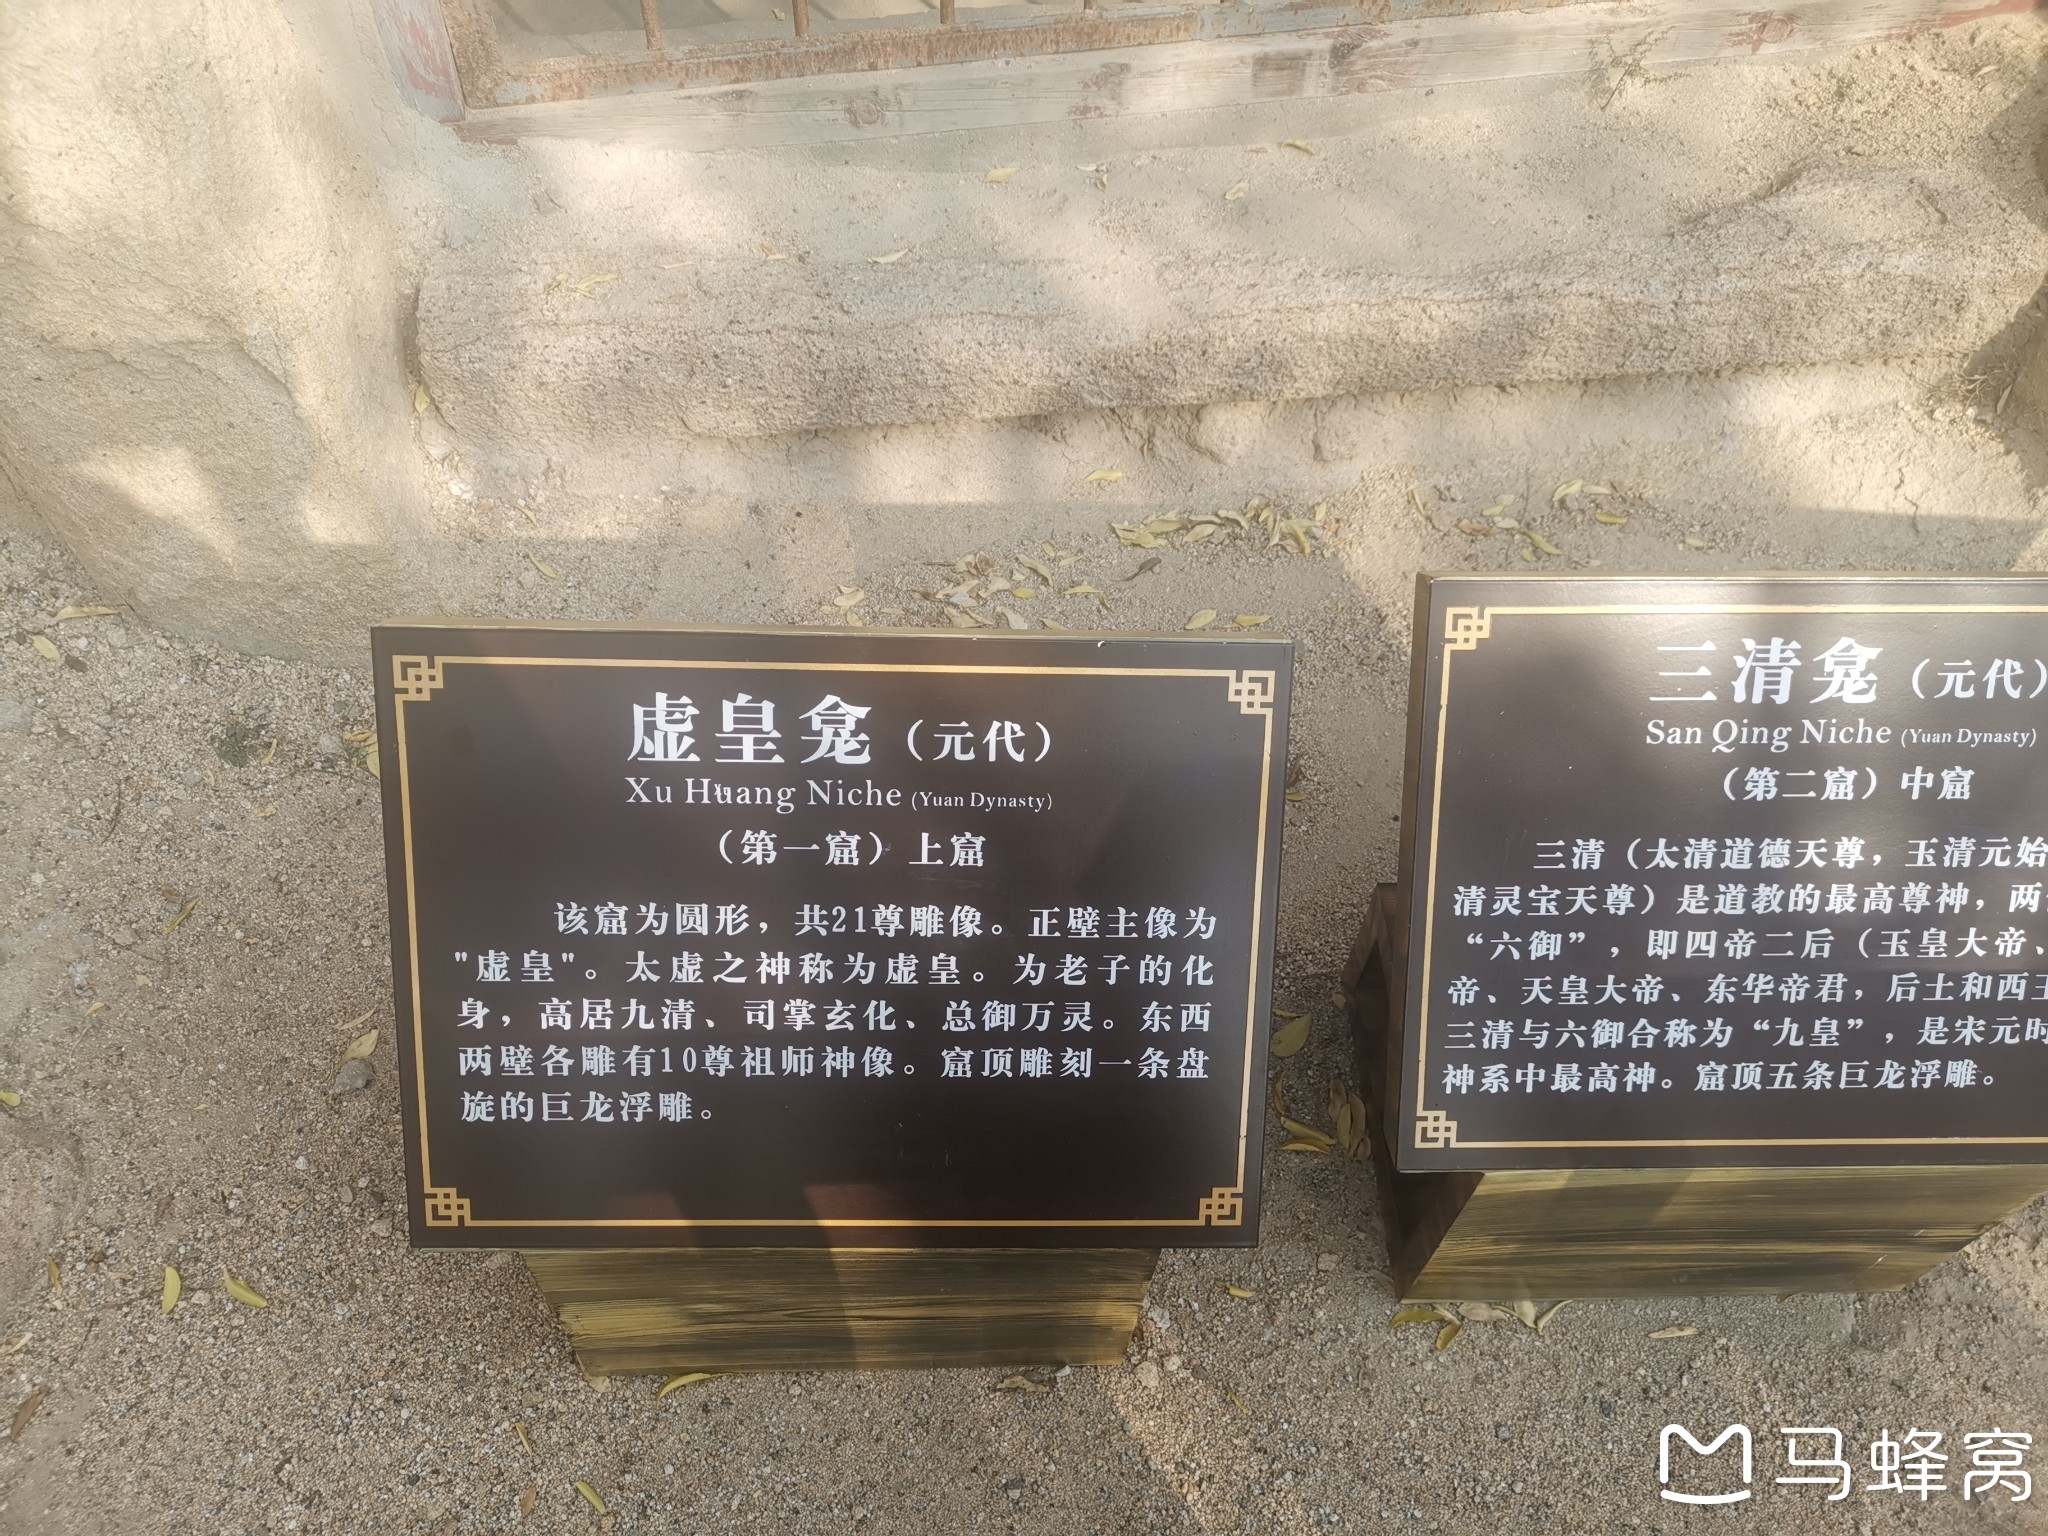 虚皇龛（元代）
Xu Huang Niche (Yuan Dynasty)
（第一窟）上窟
该窟为圆形，共21尊雕像。正壁主像为
"虚皇"。太虚之神称为虚皇。为老子的化
身，高居九清、司掌玄化、总御万灵。东西
两壁各雕有10尊祖师神像。窟顶雕刻一条盘
旋的巨龙浮雕。
三清龛（元代）
San Qing Niche (Yuan Dynasty)
（第二窟）中窟
三清（太清道德天尊，玉清元始
清灵宝天尊）是道教的最高尊神，两
“六御”，即四帝二后（玉皇大帝、
帝、天皇大帝、东华帝君，后土和西王
三清与六御合称为“九皇”，是宋元时
神系中最高神。窟顶五条巨龙浮雕。
马蜂窝